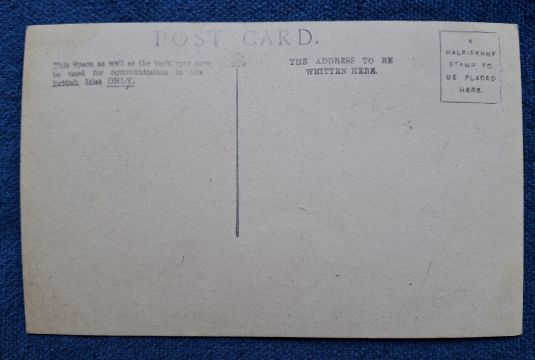 POST CARD.
This Space as well as the back may now
be used for communication in the
British Isles ONLY.
THE ADDRESS TO BE
WRITTEN HERE.
A
HALF-PENNY
STAMP TO
BE PLACED
HERE.